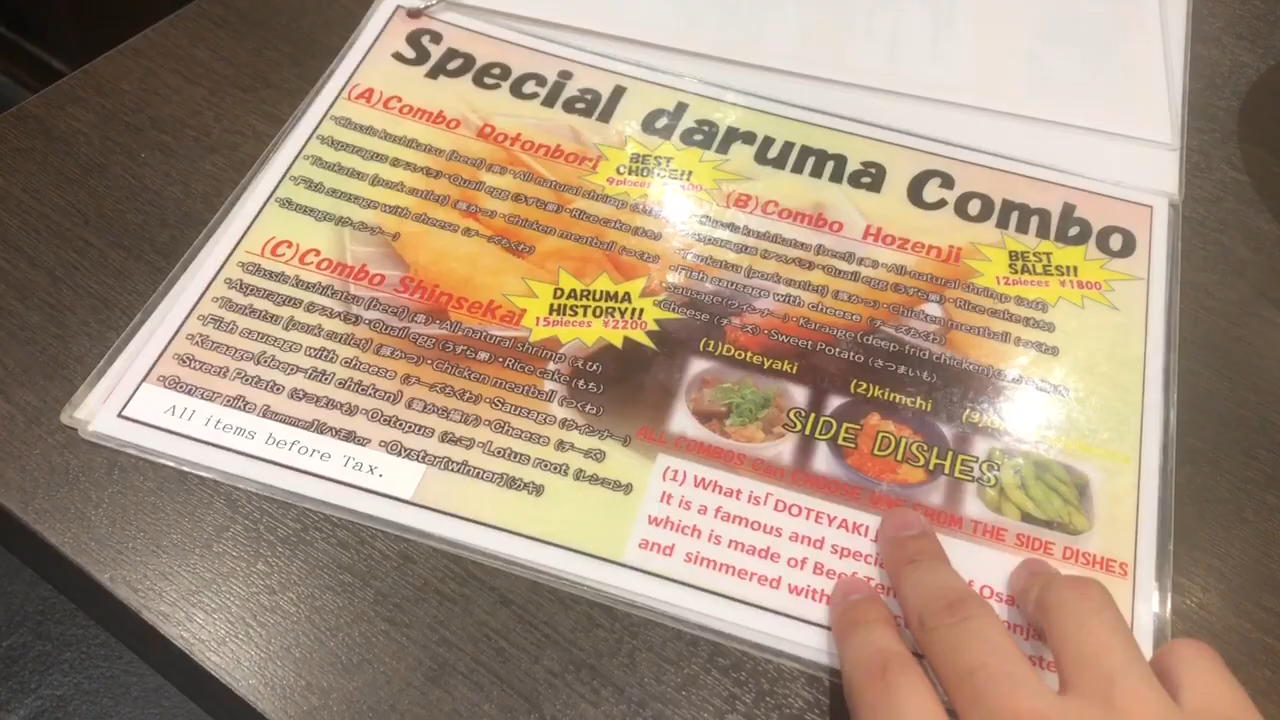 Special daruma Combo
(A)Combo Dotonbori
BEST
CHOICE!!
9pieces
・Classic kushikatsu (beef) (串)・All natural shrimp
・Asparagus (アスパラ)・Quail egg (うずら卵)・Rice cake (もち)
・Tonkatsu (pork cutlet) (豚かつ)・Chicken meatball (つくね)
・Fish sausage with cheese (チーズちくわ)
・Sausage (ウインナー)
(B)Combo Hozenji
BEST
SALES!!
12pieces ¥1800
Classic kushikatsu (beef) (串)・All natural shrimp (えび)
Asparagus (アスパラ)・Quail egg (うずら卵)・Rice cake (もち)
Tonkatsu (pork cutlet) (豚かつ)・Chicken meatball (つくね)
・Fish sausage with cheese (チーズちくわ)
・Sausage (ウインナー)・Karaage (deep-frid chicken)
・Cheese (チーズ)・Sweet Potato (さつまいも)
(C)Combo Shinsekai
DARUMA
HISTORY!!
15pieces ¥2200
・Classic kushikatsu (beef) (串)・All-natural shrimp (えび)
・Asparagus (アスパラ)・Quail egg (うずら卵)・Rice cake (もち)
・Tonkatsu (pork cutlet) (豚かつ)・Chicken meatball (つくね)
・Fish sausage with cheese (チーズちくわ)・Sausage (ウインナー)
・Karaage (deep-frid chicken) (鶏から揚げ)・Cheese (チーズ)
・Sweet Potato (さつまいも)・Octopus (たこ)・Lotus root (レンコン)
・Conger pike [summer](ハモ)or ・Oyster[winner](カキ)
All items before Tax.
(1)Doteyaki
(2)kimchi
SIDE DISHES
ALL COMBOS Can CHOOSE FROM THE SIDE DISHES
(1) What is「DOTEYAKI」
It is a famous and of
which is made of Beef
and simmered with